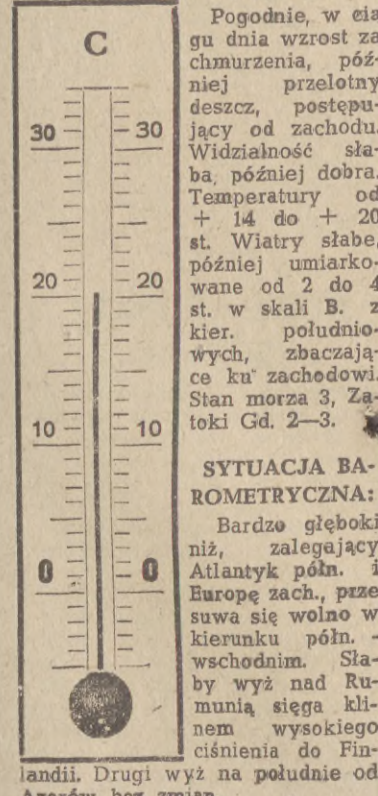 C
30 30
20 20
10 10
0 0
Pogodnie, w cia
gu dnia wzrost za
chmurzenia, póź-
niej przelotny
deszcz, postępu-
jący od zachodu.
Widzialność sła-
ba, później dobra.
Temperatury od
+ 14 do + 20
st. Wiatry słabe,
później umiarko-
wane od 2 do 4
st. w skali B. z
kier. południo-
wych, zbaczają-
ce ku zachodowi.
Stan morza 3, Za-
toki Gd. 2—3.
SYTUACJA BA-
ROMETRYCZNA:
Bardzo głęboki
niż, zalegający
Atlantyk półn. i
Europę zach., prze
suwa się wolno w
kierunku półn. -
wschodnim. Sła-
by wyż nad Ru-
munią sięga kli-
nem wysokiego
ciśnienia do Fin-
landii. Drugi wyż na południe od